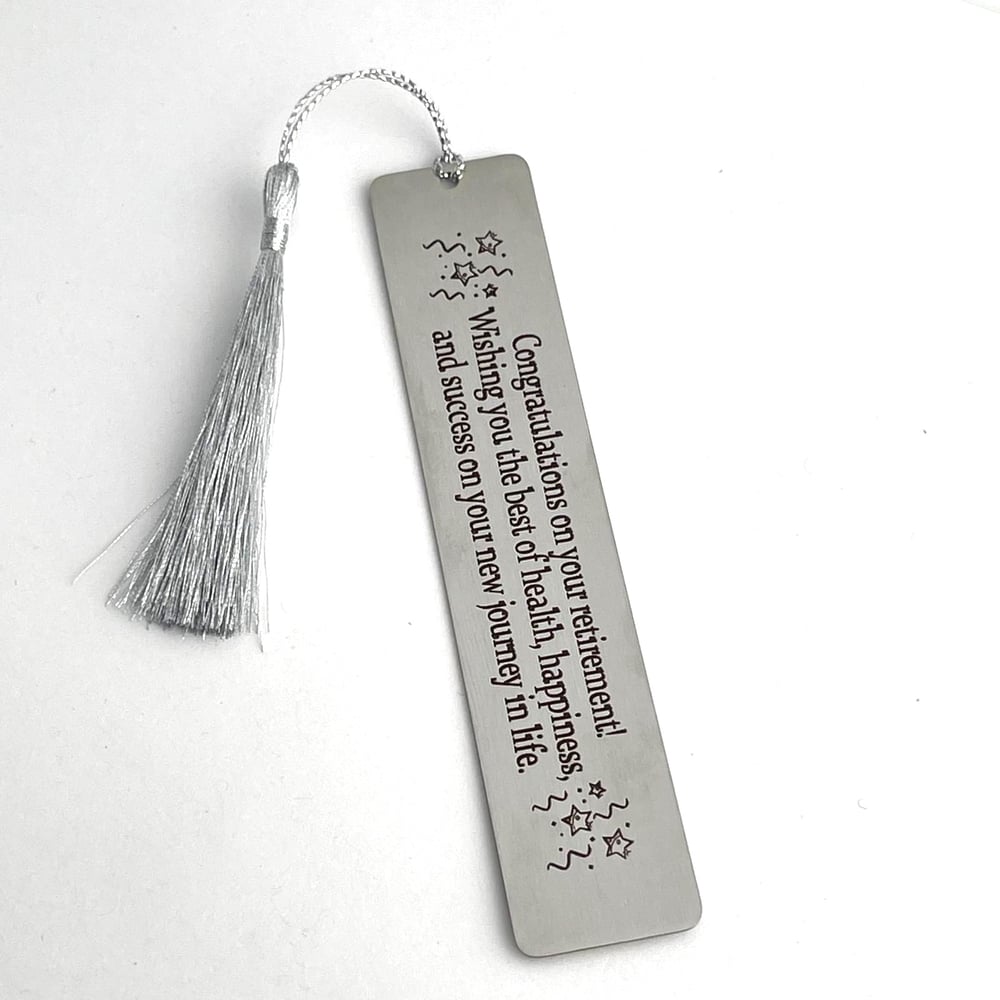 Congratulations on your retirement!
Wishing you the best of health, happiness,
and success on your new journey in life.